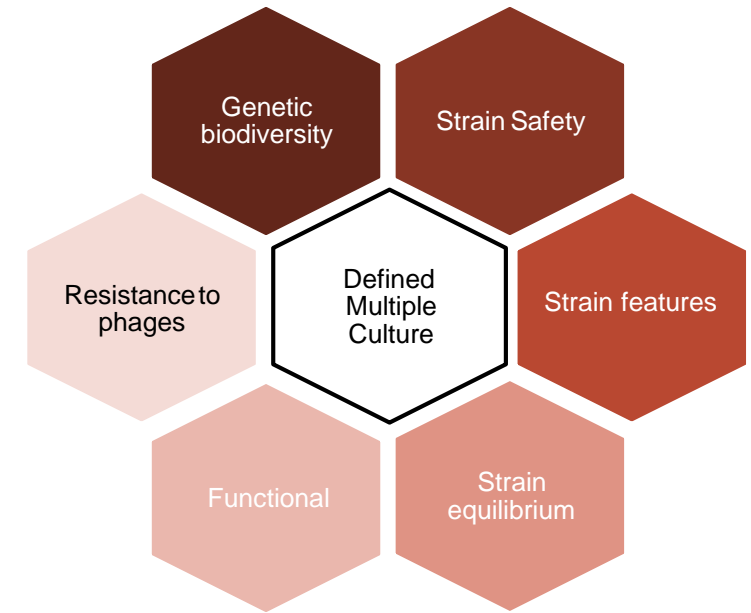 Genetic
biodiversity
Strain Safety
Resistance to
phages
Defined
Multiple
Culture
Strain features
Functional
Strain
equilibrium